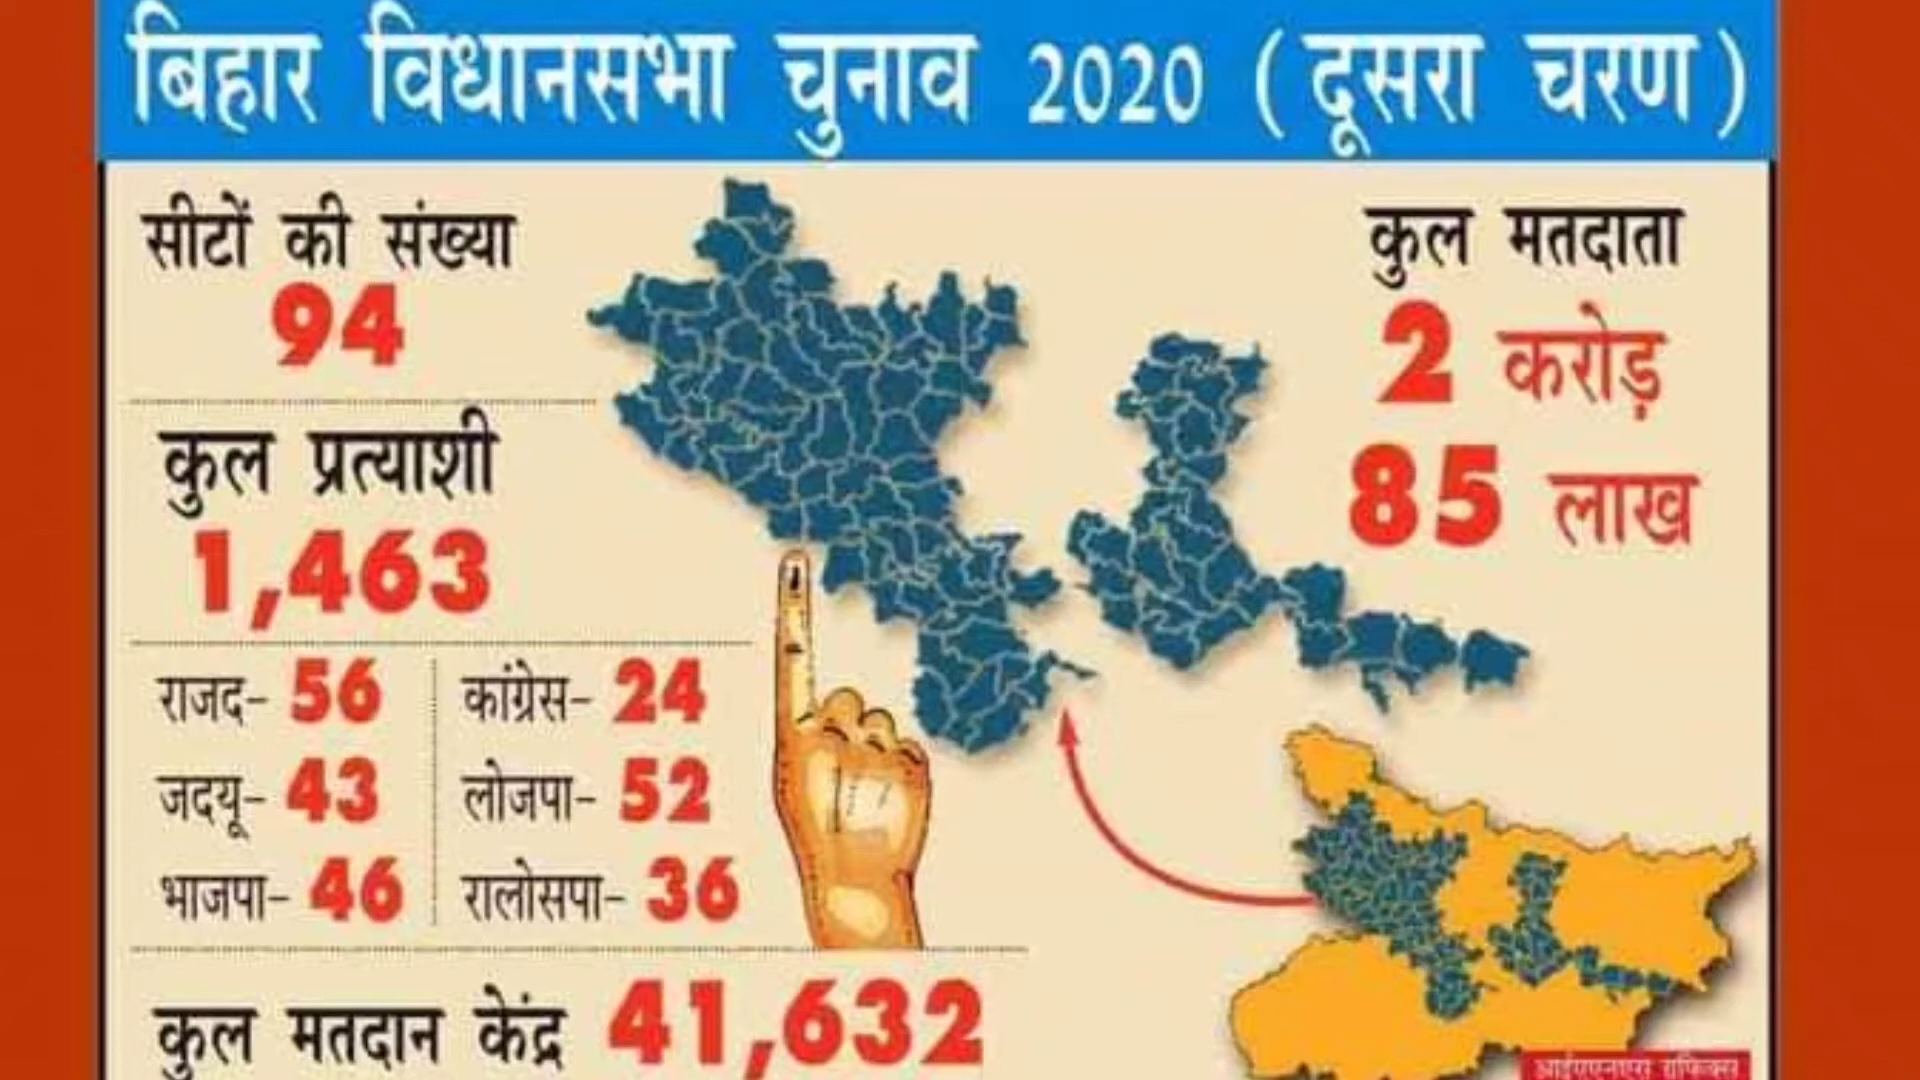 बिहार विधानसभा चुनाव 2020 (दूसरा चरण)
सीटों की संख्या
94
कुल प्रत्याशी
1,463
राजद- 56
जदयू- 43
भाजपा- 46
कांग्रेस- 24
लोजपा- 52
रालोसपा- 36
कुल मतदान केंद्र 41,632
कुल मतदाता
2 करोड़
85 लाख
आईएएनएस ग्राफिक्स